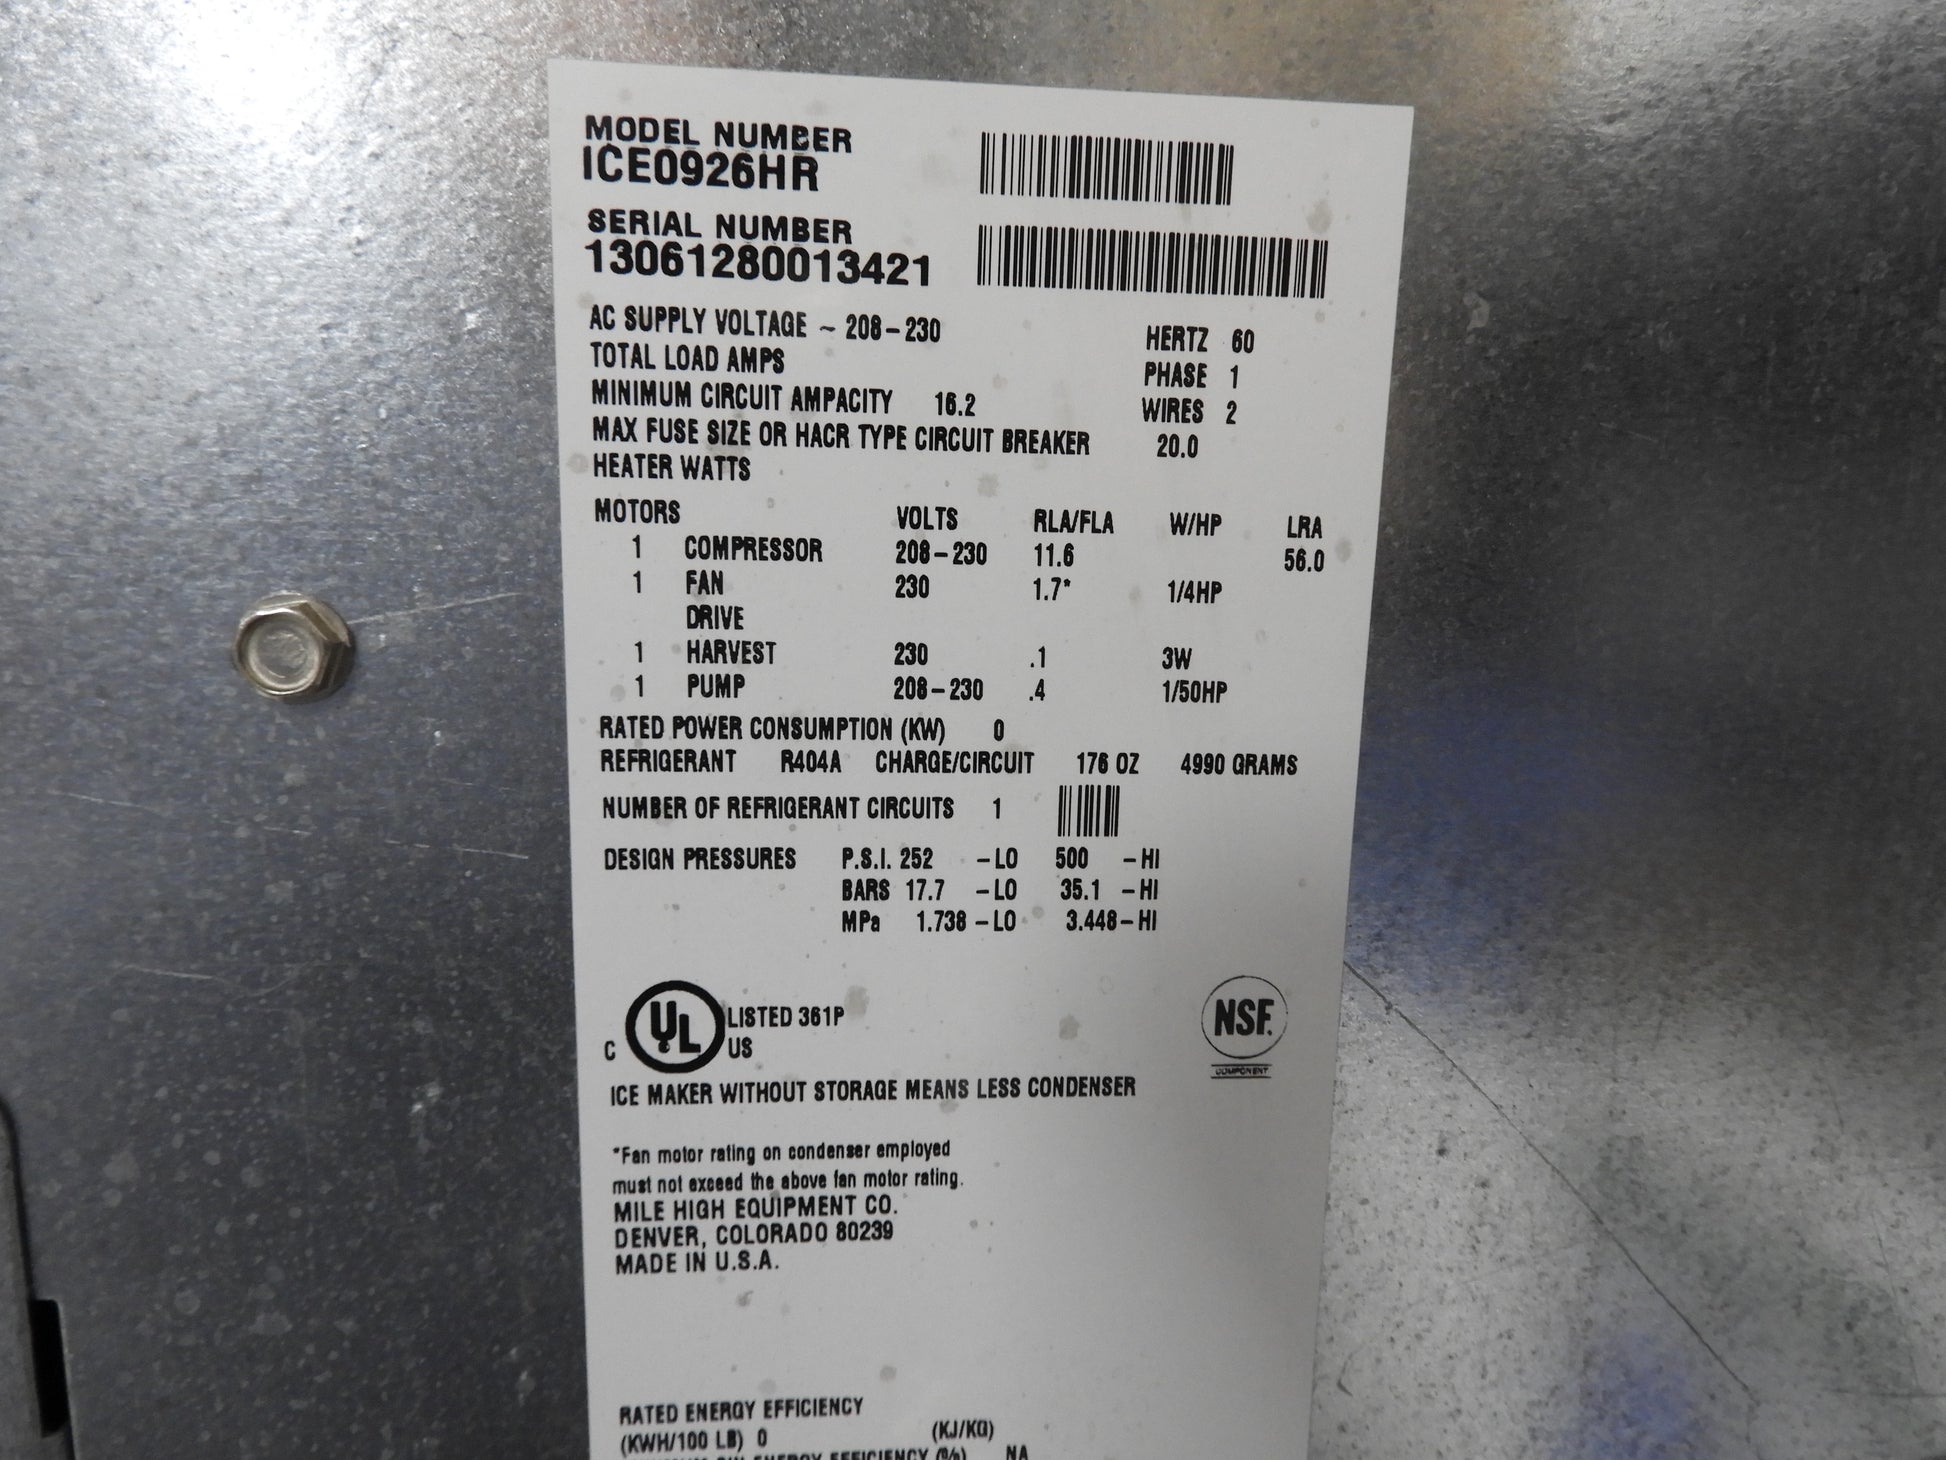 MODEL NUMBER
ICE0926HR
SERIAL NUMBER
13061280013421
AC SUPPLY VOLTAGE ~ 208-230 HERTZ 60
TOTAL LOAD AMPS PHASE 1
MINIMUM CIRCUIT AMPACITY 16.2 WIRES 2
MAX FUSE SIZE OR HACR TYPE CIRCUIT BREAKER 20.0
HEATER WATTS
MOTORS VOLTS RLA/FLA W/HP LRA
1 COMPRESSOR 208-230 11.6 56.0
1 FAN 230 1.7* 1/4HP
DRIVE
1 HARVEST 230 .1 3W
1 PUMP 208-230 .4 1/50HP
RATED POWER CONSUMPTION (KW) 0
REFRIGERANT R404A CHARGE/CIRCUIT 176 OZ 4990 GRAMS
NUMBER OF REFRIGERANT CIRCUITS 1
DESIGN PRESSURES P.S.I. 252 -LO 500 -HI
BARS 17.7 -LO 35.1 -HI
MPa 1.738 -LO 3.448-HI
C UL LISTED 361P
US
NSF.
COMPONENT
ICE MAKER WITHOUT STORAGE MEANS LESS CONDENSER
*Fan motor rating on condenser employed
must not exceed the above fan motor rating.
MILE HIGH EQUIPMENT CO.
DENVER, COLORADO 80239
MADE IN U.S.A.
RATED ENERGY EFFICIENCY
(KWH/100 LB) 0 (KJ/KG)
ENERGY EFFICIENCY (%) NA